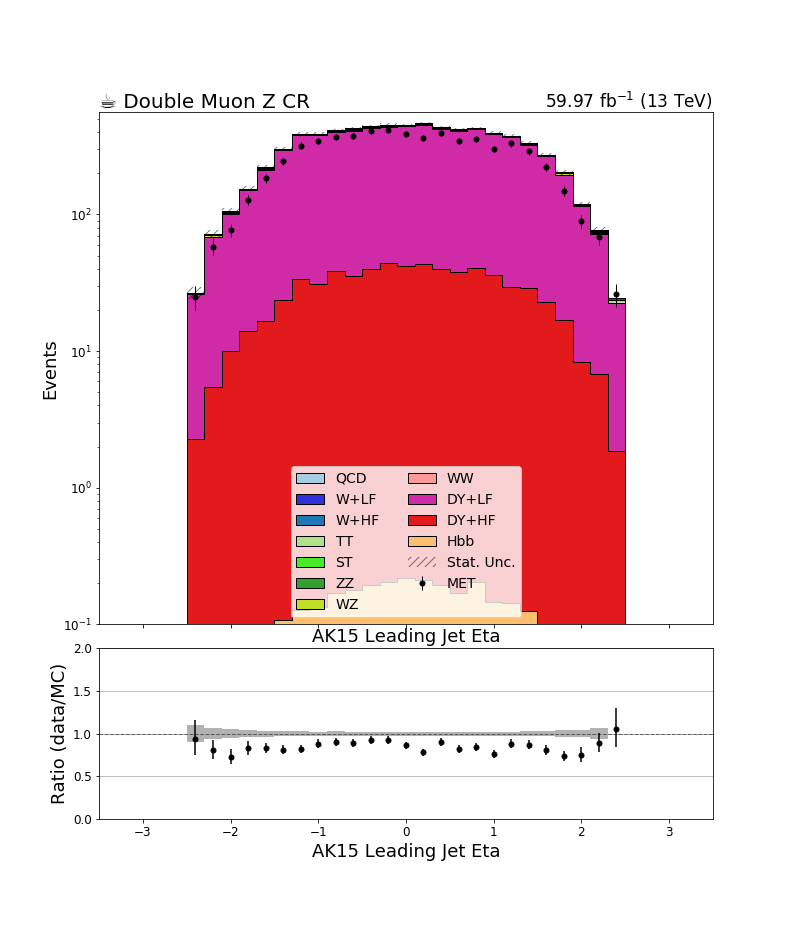 ☕ Double Muon Z CR
59.97 fb⁻¹ (13 TeV)
Events
10²
10¹
10⁰
10⁻¹
QCD
W+LF
W+HF
TT
ST
ZZ
WZ
WW
DY+LF
DY+HF
Hbb
Stat. Unc.
MET
AK15 Leading Jet Eta
Ratio (data/MC)
2.0
1.5
1.0
0.5
0.0
−3 −2 −1 0 1 2 3
AK15 Leading Jet Eta